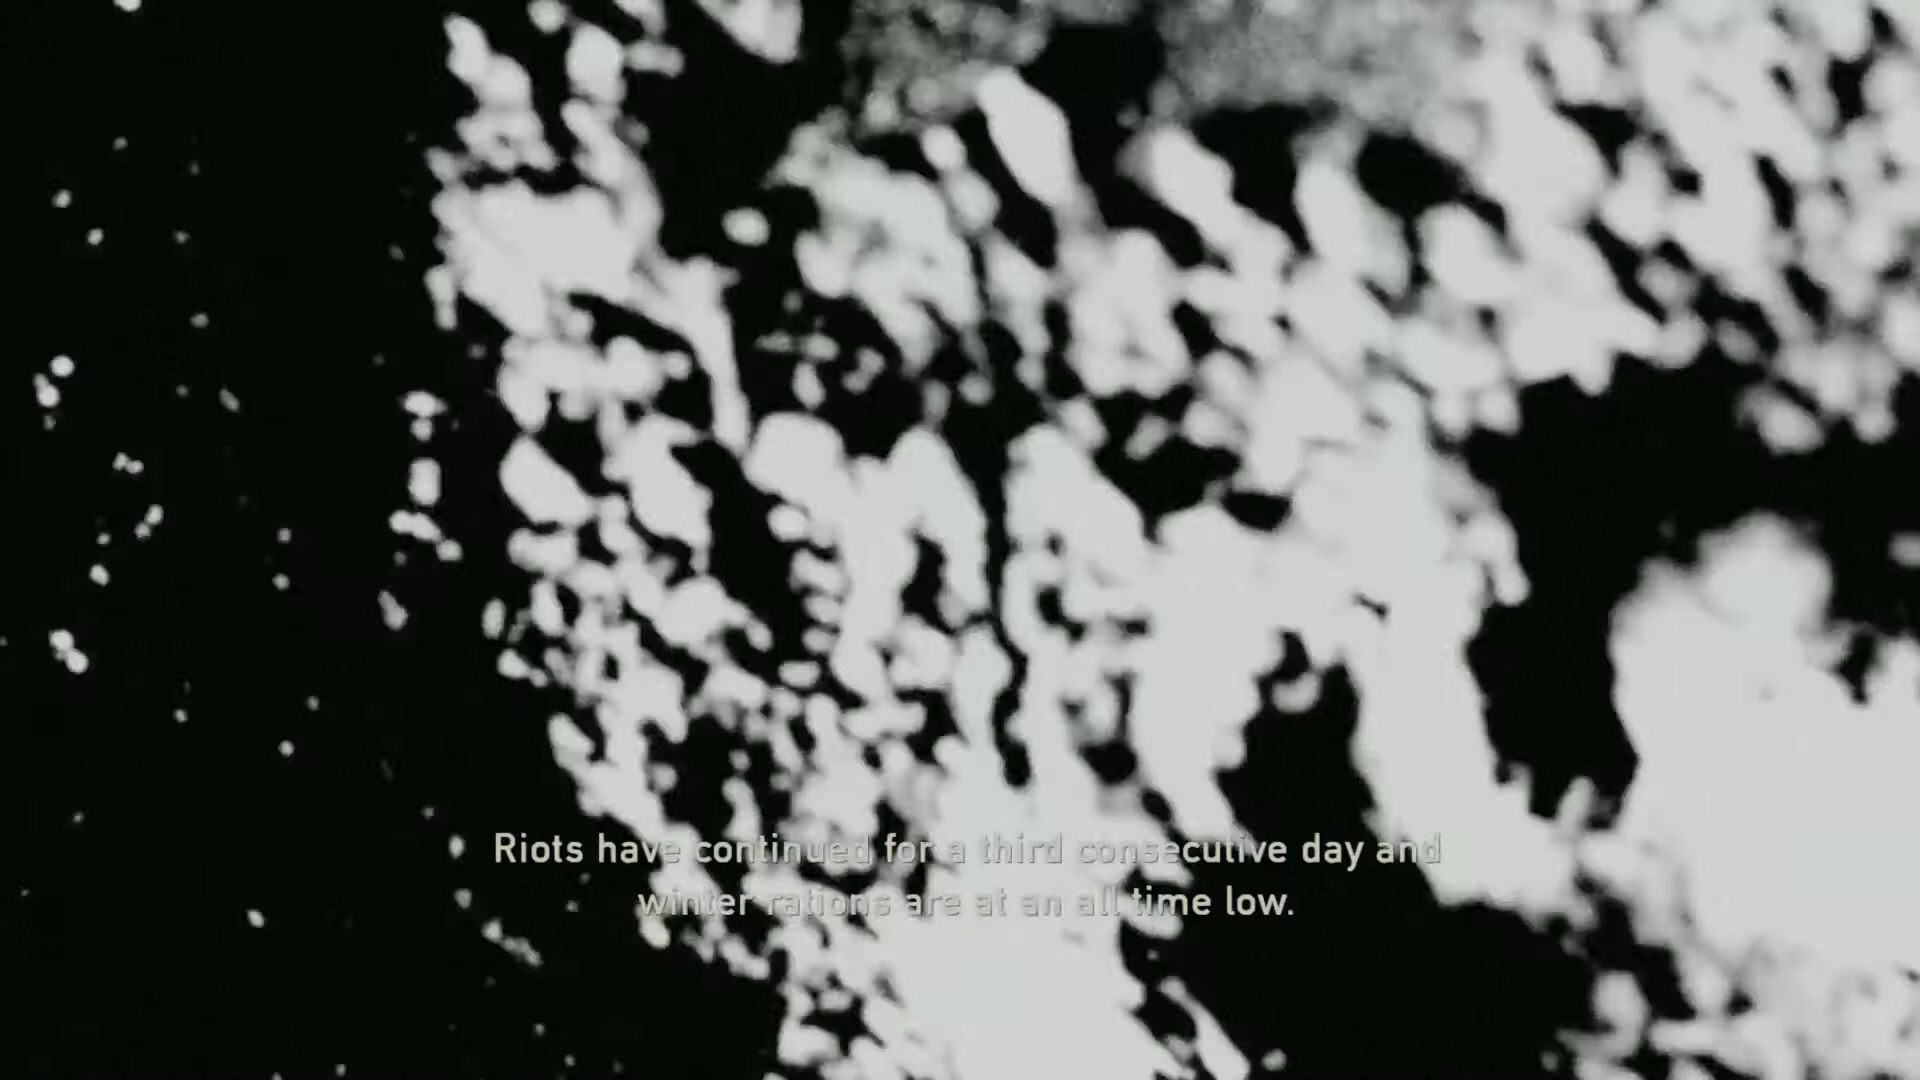 Riots have continued for a third consecutive day and
winter rations are at an all time low.